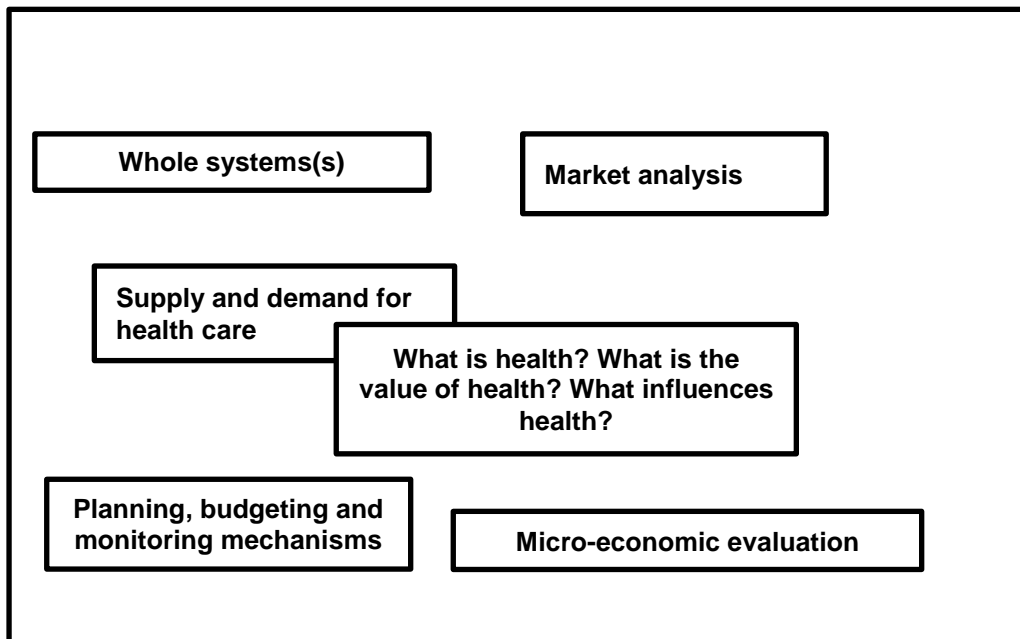 Whole systems(s)
Market analysis
Supply and demand for
health care
What is health? What is the
value of health? What influences
health?
Planning, budgeting and
monitoring mechanisms
Micro-economic evaluation